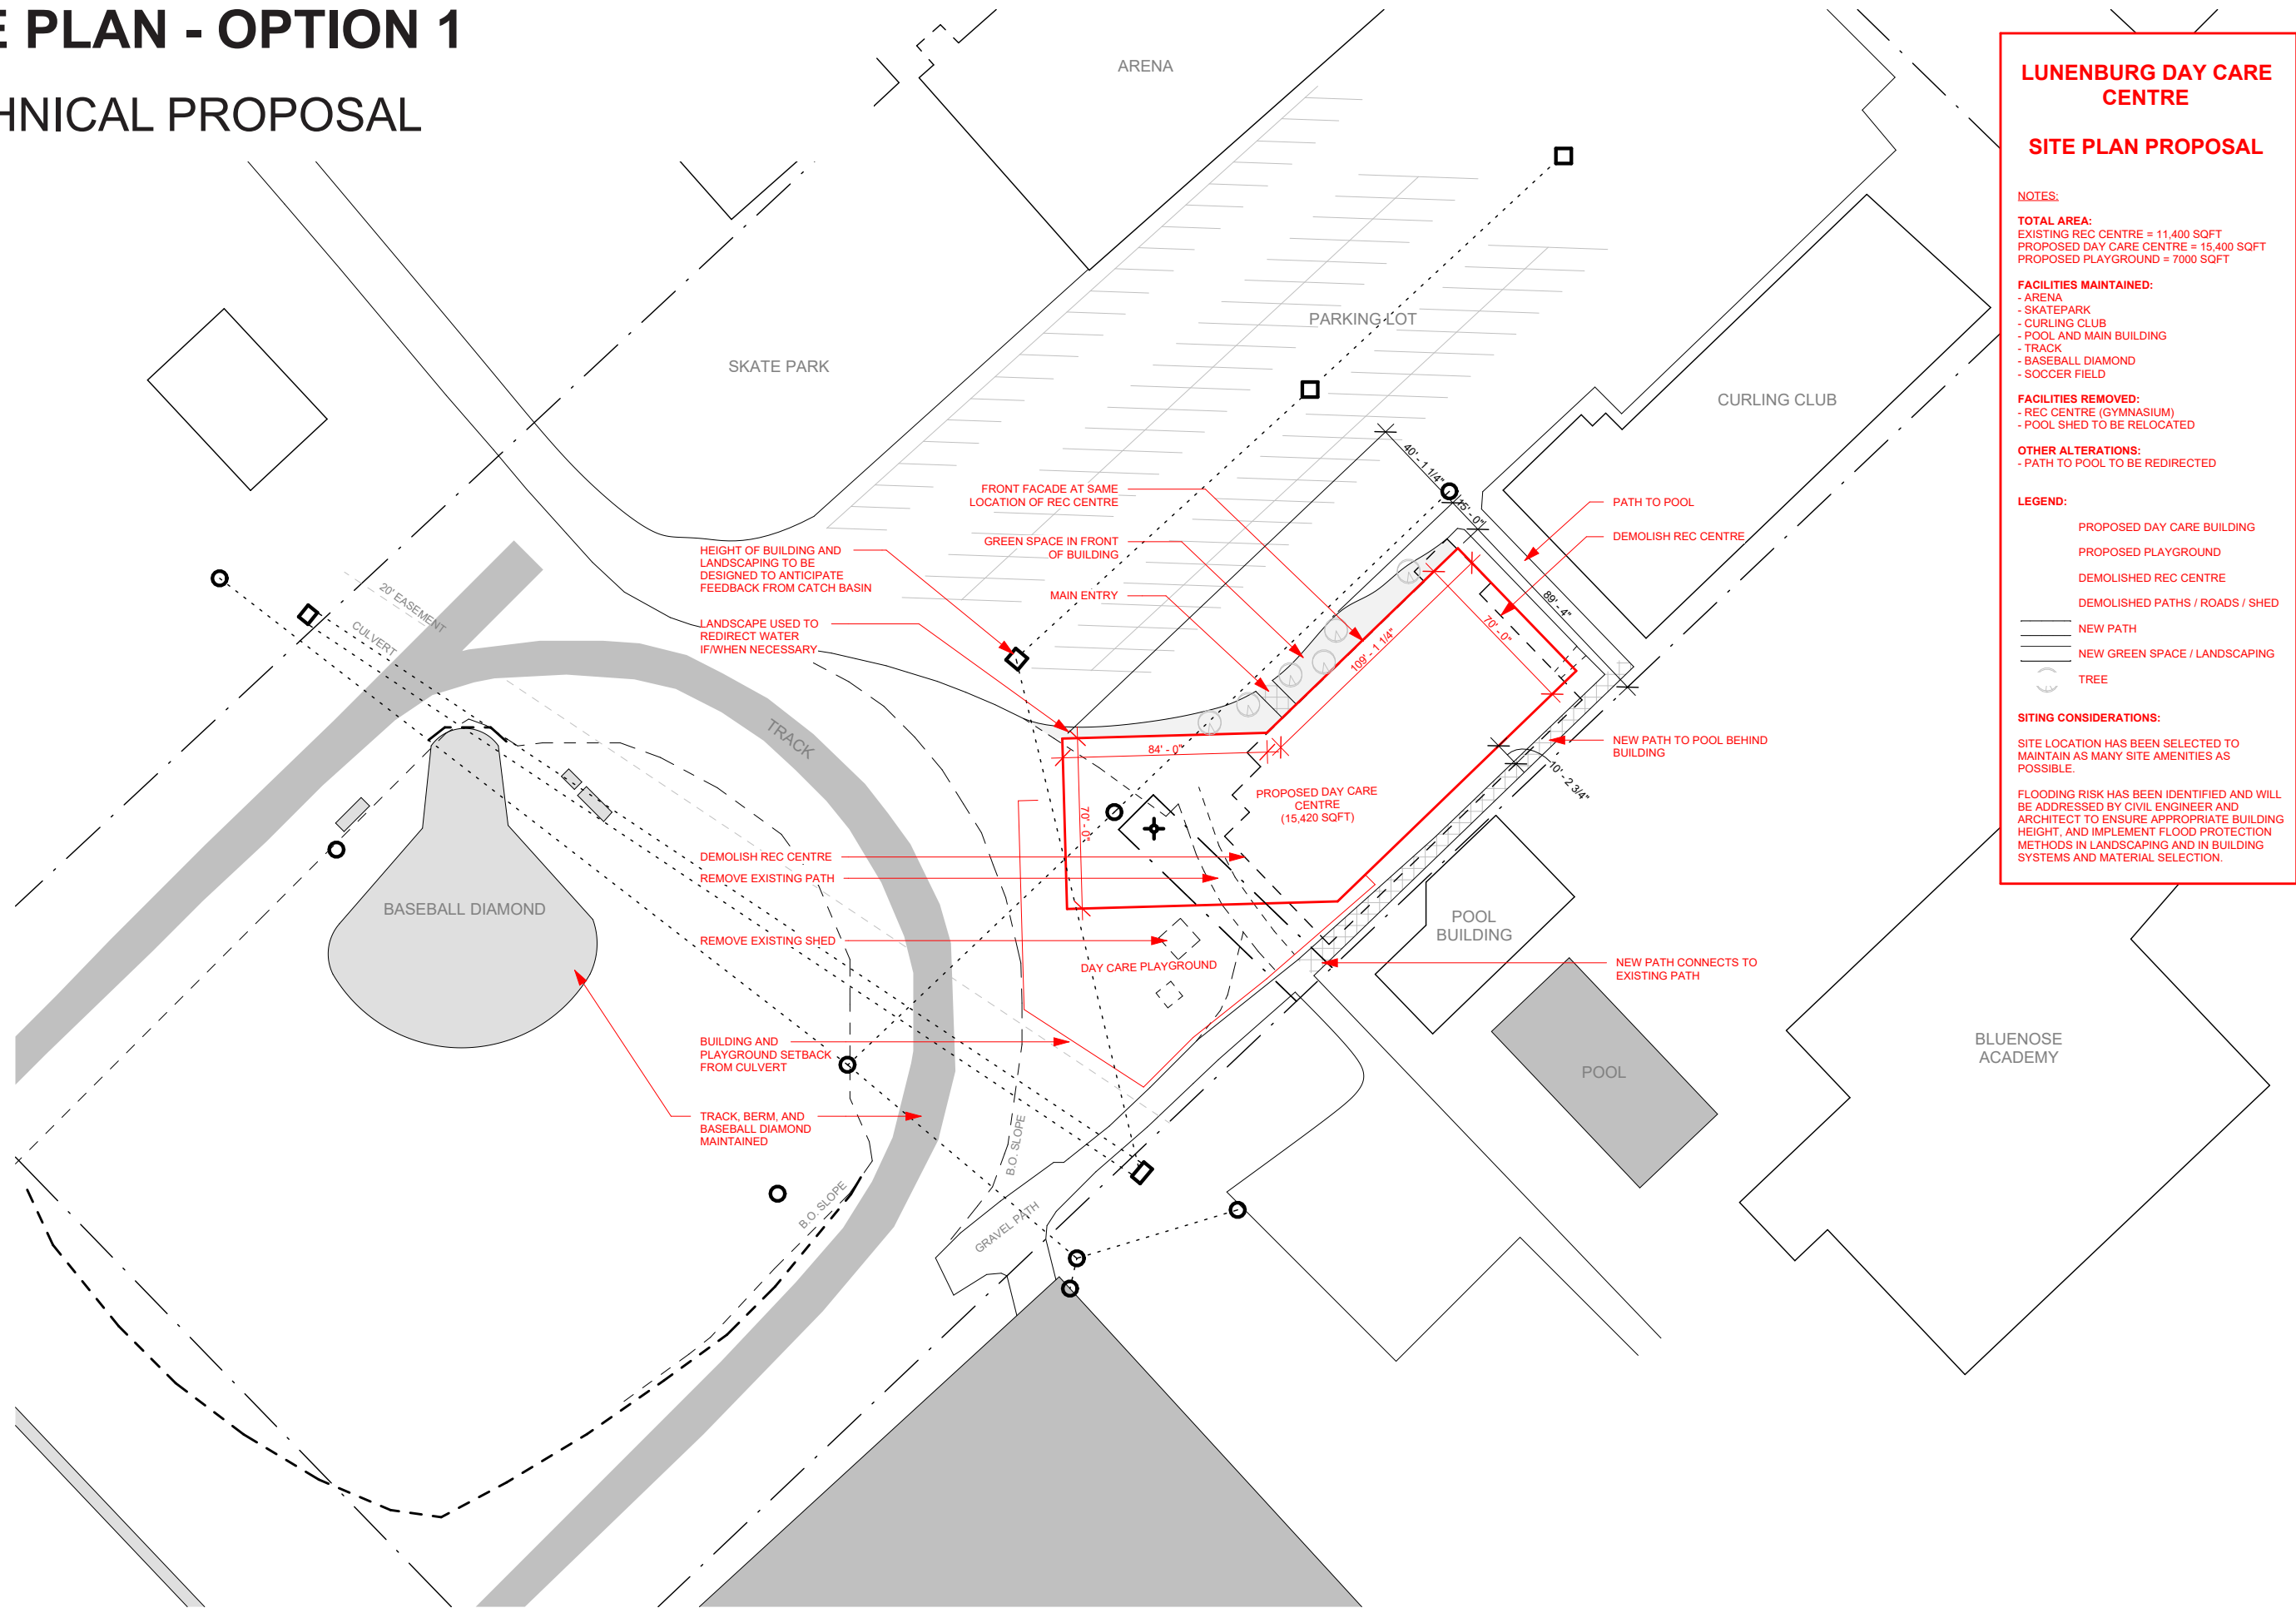 E PLAN - OPTION 1
HNICAL PROPOSAL
ARENA
SKATE PARK
PARKING LOT
CURLING CLUB
FRONT FACADE AT SAME
LOCATION OF REC CENTRE
GREEN SPACE IN FRONT
OF BUILDING
MAIN ENTRY
HEIGHT OF BUILDING AND
LANDSCAPING TO BE
DESIGNED TO ANTICIPATE
FEEDBACK FROM CATCH BASIN
LANDSCAPE USED TO
REDIRECT WATER
IF/WHEN NECESSARY
40' - 1 1/4"
15' - 0"
PATH TO POOL
DEMOLISH REC CENTRE
89' - 4"
70' - 0"
109' - 1 1/4"
84' - 0"
70' - 0"
10' - 2 3/4"
20' EASEMENT
CULVERT
TRACK
NEW PATH TO POOL BEHIND
BUILDING
PROPOSED DAY CARE
CENTRE
(15,420 SQFT)
DEMOLISH REC CENTRE
REMOVE EXISTING PATH
REMOVE EXISTING SHED
BASEBALL DIAMOND
DAY CARE PLAYGROUND
POOL
BUILDING
NEW PATH CONNECTS TO
EXISTING PATH
BUILDING AND
PLAYGROUND SETBACK
FROM CULVERT
TRACK, BERM, AND
BASEBALL DIAMOND
MAINTAINED
POOL
BLUENOSE
ACADEMY
B.O. SLOPE
B.O. SLOPE
GRAVEL PATH
LUNENBURG DAY CARE
CENTRE
SITE PLAN PROPOSAL
NOTES:
TOTAL AREA:
EXISTING REC CENTRE = 11,400 SQFT
PROPOSED DAY CARE CENTRE = 15,400 SQFT
PROPOSED PLAYGROUND = 7000 SQFT
FACILITIES MAINTAINED:
- ARENA
- SKATEPARK
- CURLING CLUB
- POOL AND MAIN BUILDING
- TRACK
- BASEBALL DIAMOND
- SOCCER FIELD
FACILITIES REMOVED:
- REC CENTRE (GYMNASIUM)
- POOL SHED TO BE RELOCATED
OTHER ALTERATIONS:
- PATH TO POOL TO BE REDIRECTED
LEGEND:
PROPOSED DAY CARE BUILDING
PROPOSED PLAYGROUND
DEMOLISHED REC CENTRE
DEMOLISHED PATHS / ROADS / SHED
NEW PATH
NEW GREEN SPACE / LANDSCAPING
TREE
SITING CONSIDERATIONS:
SITE LOCATION HAS BEEN SELECTED TO
MAINTAIN AS MANY SITE AMENITIES AS
POSSIBLE.
FLOODING RISK HAS BEEN IDENTIFIED AND WILL
BE ADDRESSED BY CIVIL ENGINEER AND
ARCHITECT TO ENSURE APPROPRIATE BUILDING
HEIGHT, AND IMPLEMENT FLOOD PROTECTION
METHODS IN LANDSCAPING AND IN BUILDING
SYSTEMS AND MATERIAL SELECTION.